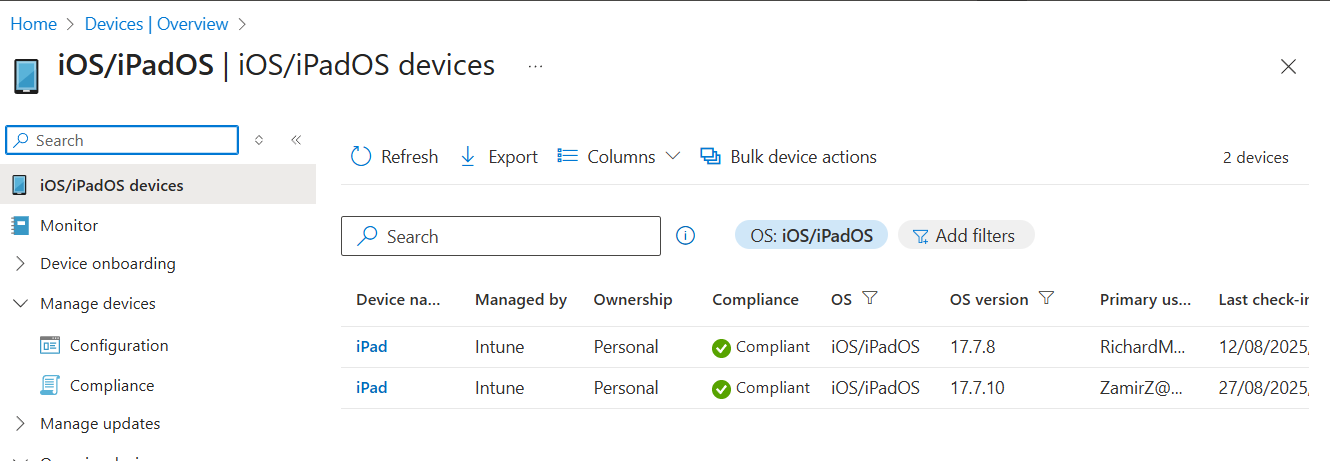 Home > Devices | Overview >
iOS/iPadOS | iOS/iPadOS devices ...
Search
Refresh Export Columns Bulk device actions 2 devices
iOS/iPadOS devices
Monitor
Device onboarding
Manage devices
Configuration
Compliance
Manage updates
Search OS: iOS/iPadOS Add filters
Device na... Managed by Ownership Compliance OS OS version Primary us... Last check-in
iPad Intune Personal Compliant iOS/iPadOS 17.7.8 RichardM... 12/08/2025,
iPad Intune Personal Compliant iOS/iPadOS 17.7.10 ZamirZ@... 27/08/2025,